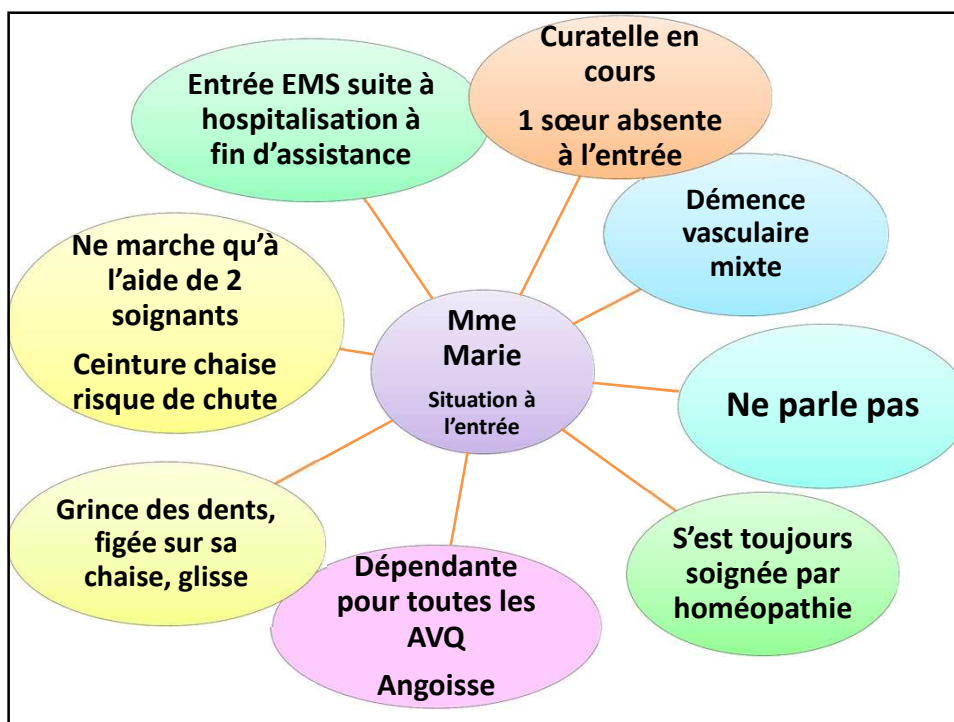 Curatelle en
cours
1 sœur absente
à l’entrée
Entrée EMS suite à
hospitalisation à
fin d’assistance
Démence
vasculaire
mixte
Ne marche qu’à
l’aide de 2
soignants
Ceinture chaise
risque de chute
Mme
Marie
Situation à
l’entrée
Ne parle pas
Grince des dents,
figée sur sa
chaise, glisse
Dépendante
pour toutes les
AVQ
Angoisse
S’est toujours
soignée par
homéopathie